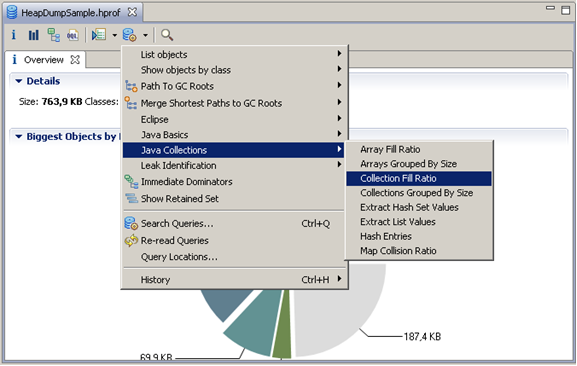 HeapDumpSample.hprof
i
OQL
i Overview
Details
Size: 763,9 KB Classes:
Biggest Objects by
List objects
Show objects by class
Path To GC Roots
Merge Shortest Paths to GC Roots
Eclipse
Java Basics
Java Collections
Leak Identification
Immediate Dominators
Show Retained Set
Search Queries... Ctrl+Q
Re-read Queries
Query Locations...
History Ctrl+H
Array Fill Ratio
Arrays Grouped By Size
Collection Fill Ratio
Collections Grouped By Size
Extract Hash Set Values
Extract List Values
Hash Entries
Map Collision Ratio
187,4 KB
69,9 KB